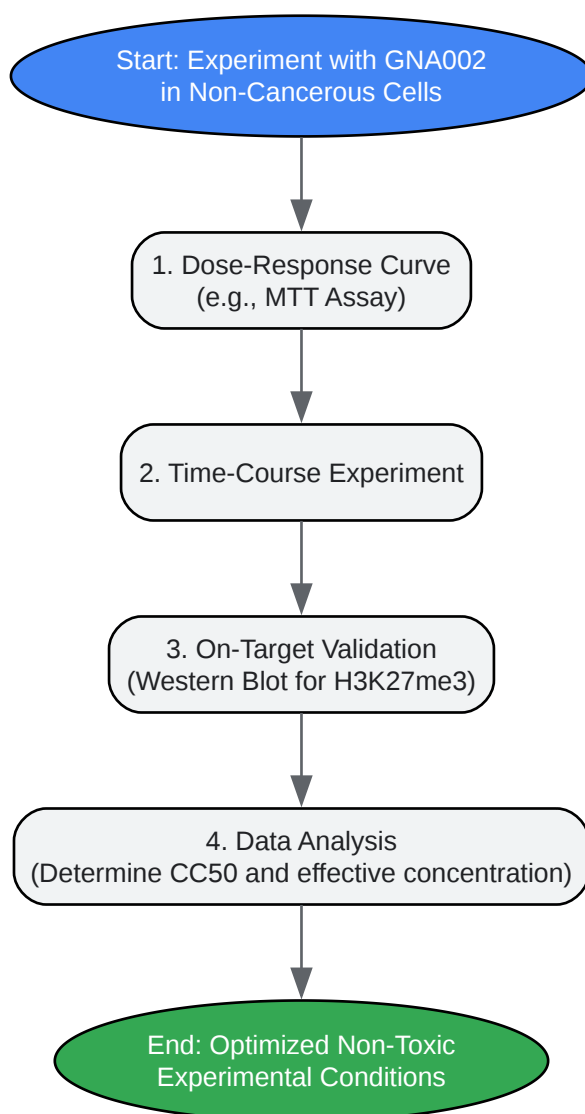 Start: Experiment with GNA002
in Non-Cancerous Cells
1. Dose-Response Curve
(e.g., MTT Assay)
2. Time-Course Experiment
3. On-Target Validation
(Western Blot for H3K27me3)
4. Data Analysis
(Determine CC50 and effective concentration)
End: Optimized Non-Toxic
Experimental Conditions